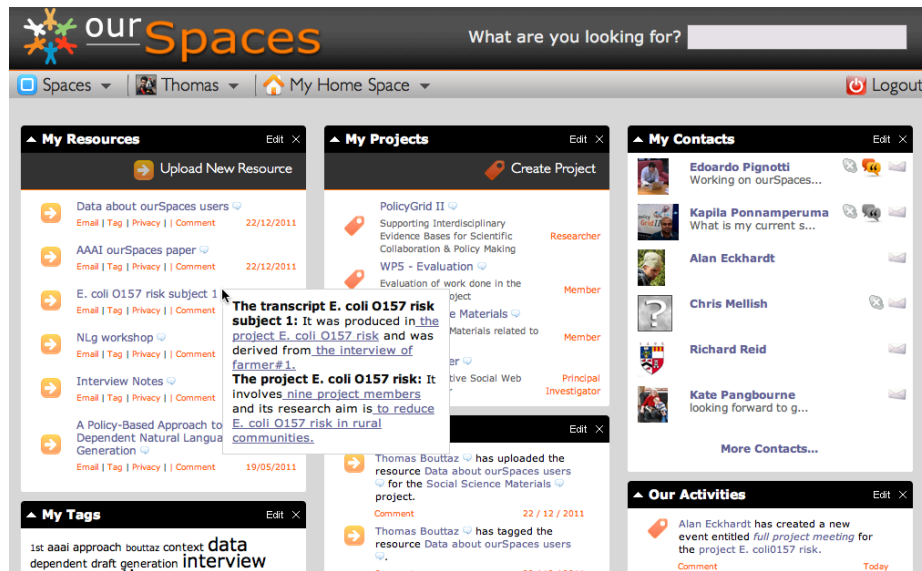 our Spaces
What are you looking for?
Spaces
Thomas
My Home Space
Logout
My Resources Edit
Upload New Resource
Data about ourSpaces users
Email | Tag | Privacy | | Comment 22/12/2011
AAAI ourSpaces paper
Email | Tag | Privacy | | Comment 22/12/2011
E. coli O157 risk subject 1
Email | Tag | Privacy | | Comment
NLg workshop
Email | Tag | Privacy | | Comment
Interview Notes
Email | Tag | Privacy | | Comment
A Policy-Based Approach to
Dependent Natural Langua
Generation
Email | Tag | Privacy | | Comment 19/05/2011
The transcript E. coli O157 risk
subject 1: It was produced in the
project E. coli O157 risk and was
derived from the interview of
farmer#1.
The project E. coli O157 risk: It
involves nine project members
and its research aim is to reduce
E. coli O157 risk in rural
communities.
My Tags Edit
1st aaai approach bouttaz context data
dependent draft generation interview
My Projects Edit
Create Project
PolicyGrid II
Supporting Interdisciplinary
Evidence Bases for Scientific
Collaboration & Policy Making
Researcher
WP5 - Evaluation
Evaluation of work done in the
oject
Member
e Materials
Materials related to
Member
er
tive Social Web
Principal
Investigator
Edit
Thomas Bouttaz has uploaded the
resource Data about ourSpaces users
for the Social Science Materials
project.
Comment 22 / 12 / 2011
Thomas Bouttaz has tagged the
resource Data about ourSpaces users
.
My Contacts Edit
Edoardo Pignotti
Working on ourSpaces...
Kapila Ponnamperuma
What is my current s...
Alan Eckhardt
Chris Mellish
Richard Reid
Kate Pangbourne
looking forward to g...
More Contacts...
Our Activities Edit
Alan Eckhardt has created a new
event entitled full project meeting for
the project E. coli0157 risk.
Comment Today